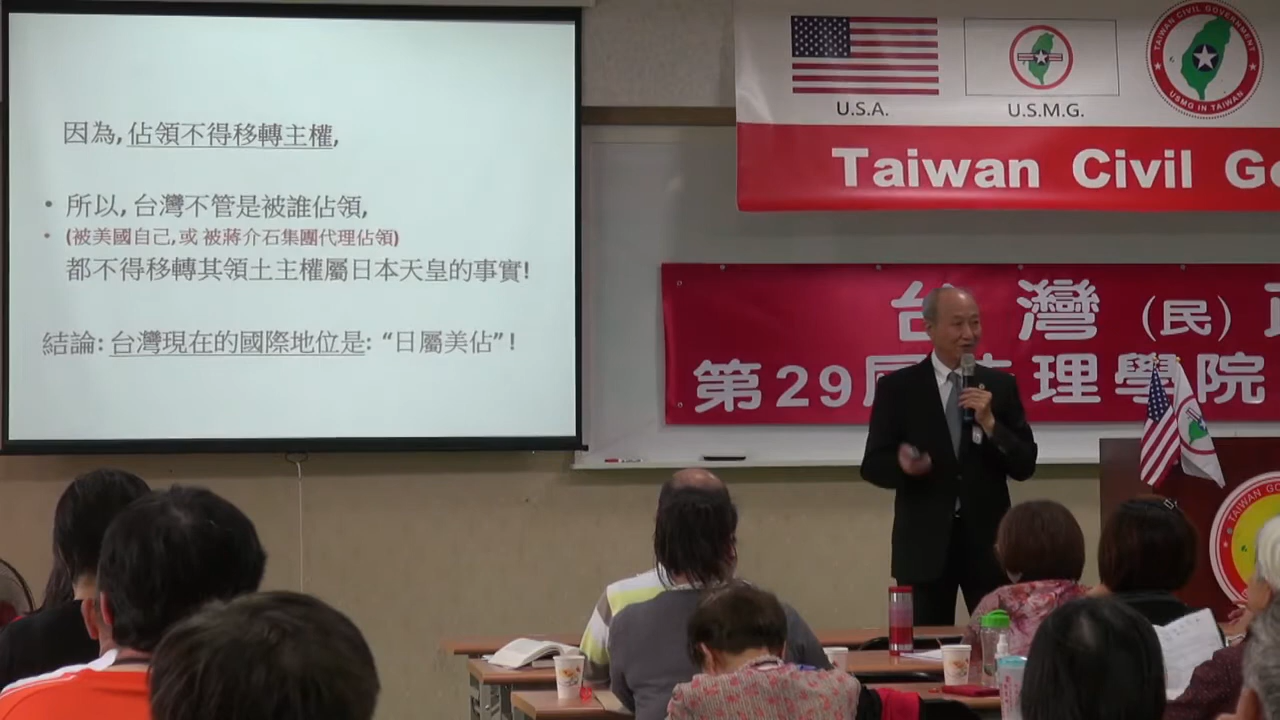 因為, 佔領不得移轉主權,
• 所以, 台灣不管是被誰佔領,
• (被美國自己, 或 被蔣介石集團代理佔領)
都不得移轉其領土主權屬日本天皇的事實!
結論: 台灣現在的國際地位是: “日屬美佔” !
U.S.A.
U.S.M.G.
TAIWAN CIVIL GOVERNMENT
USMG IN TAIWAN
Taiwan Civil
台灣 (民)
第29屆 理學院
TAIWAN